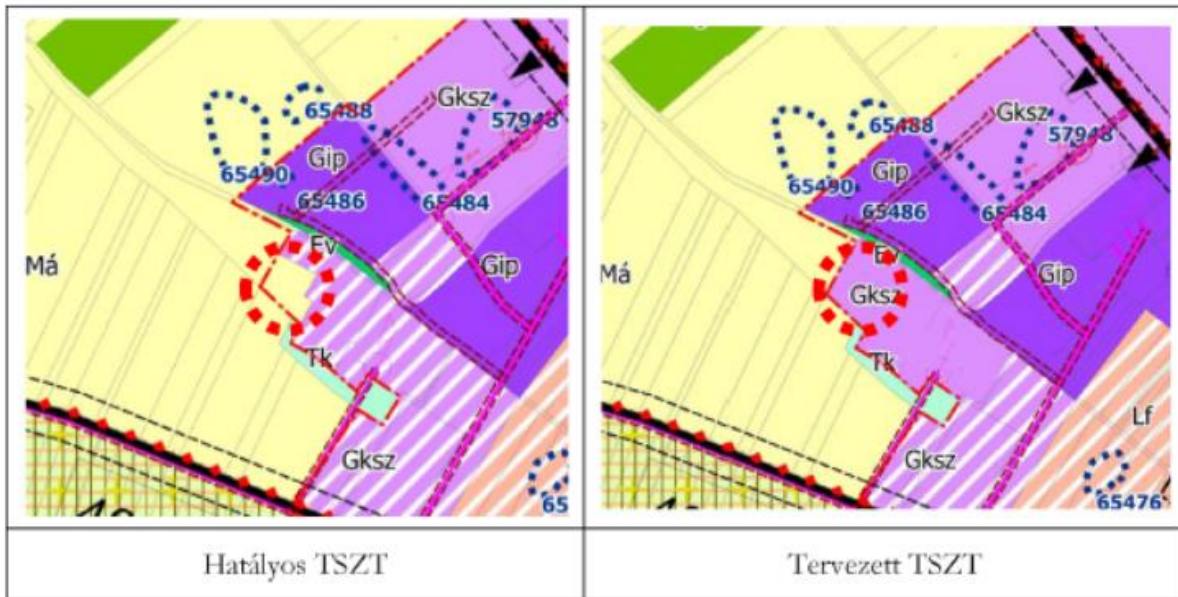 Gksz
65488
57948
Gip
65490
65486
65484
Ev
Má
Gip
Tk
Gksz
65
Hatályos TSZT
Gksz
65488
57948
Gip
65490
65486
65484
Ev
Má
Gip
Gksz
Tk
Lf
Gksz
65476
Tervezett TSZT